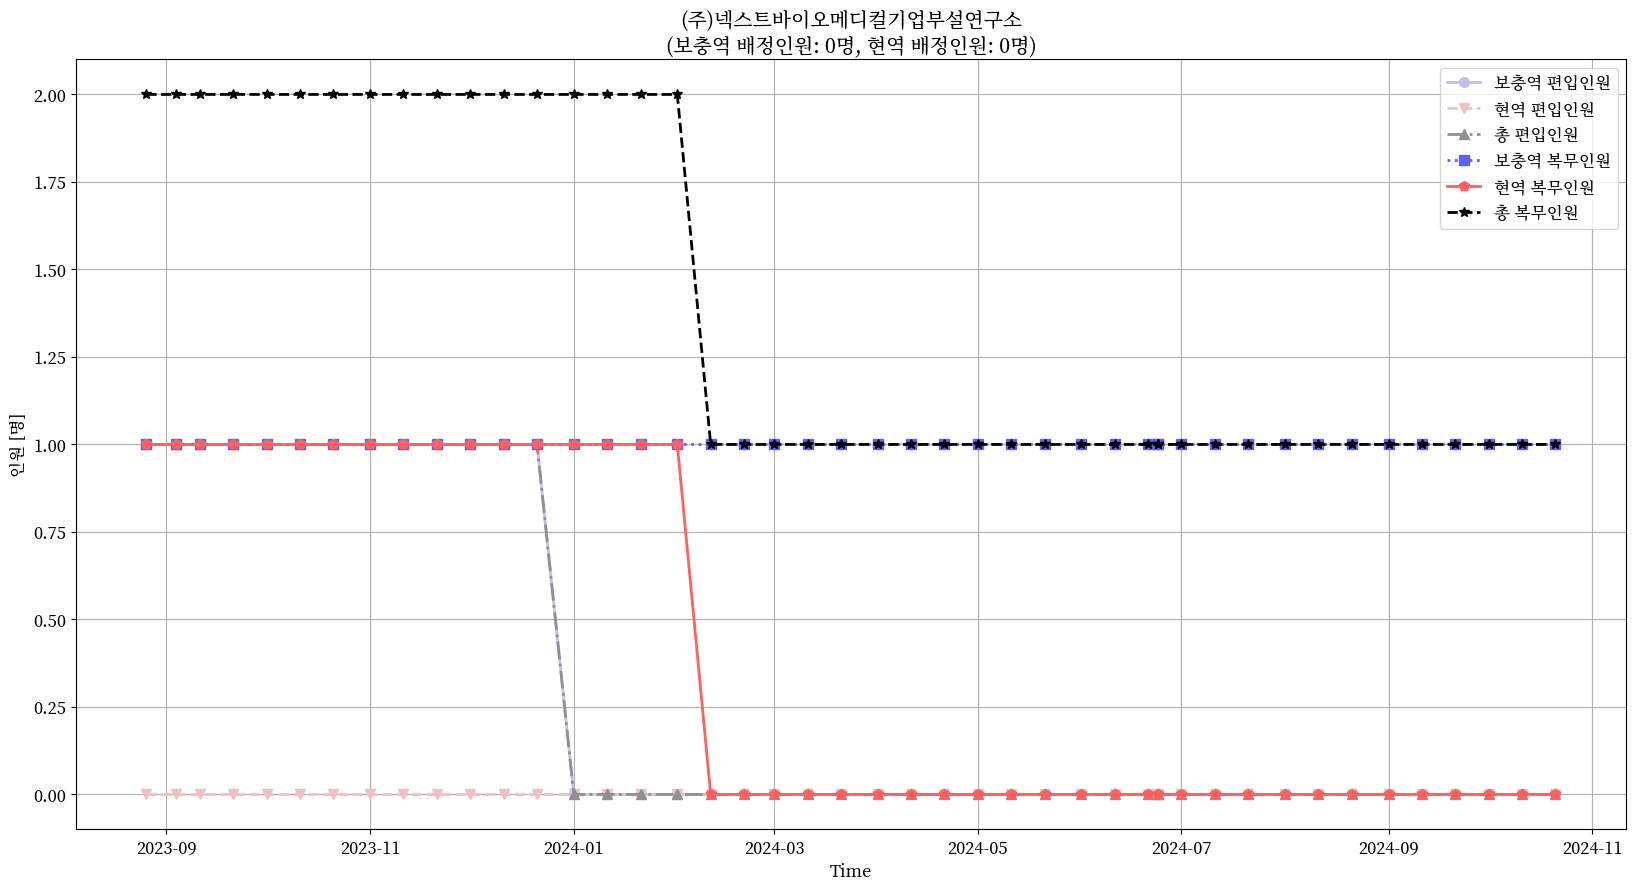 (주)넥스트바이오메디컬기업부설연구소
(보충역 배정인원: 0명, 현역 배정인원: 0명)
보충역 편입인원
현역 편입인원
총 편입인원
보충역 복무인원
현역 복무인원
총 복무인원
2.00
1.75
1.50
1.25
1.00
0.75
0.50
0.25
0.00
인원 [명]
2023-09
2023-11
2024-01
2024-03
2024-05
2024-07
2024-09
2024-11
Time